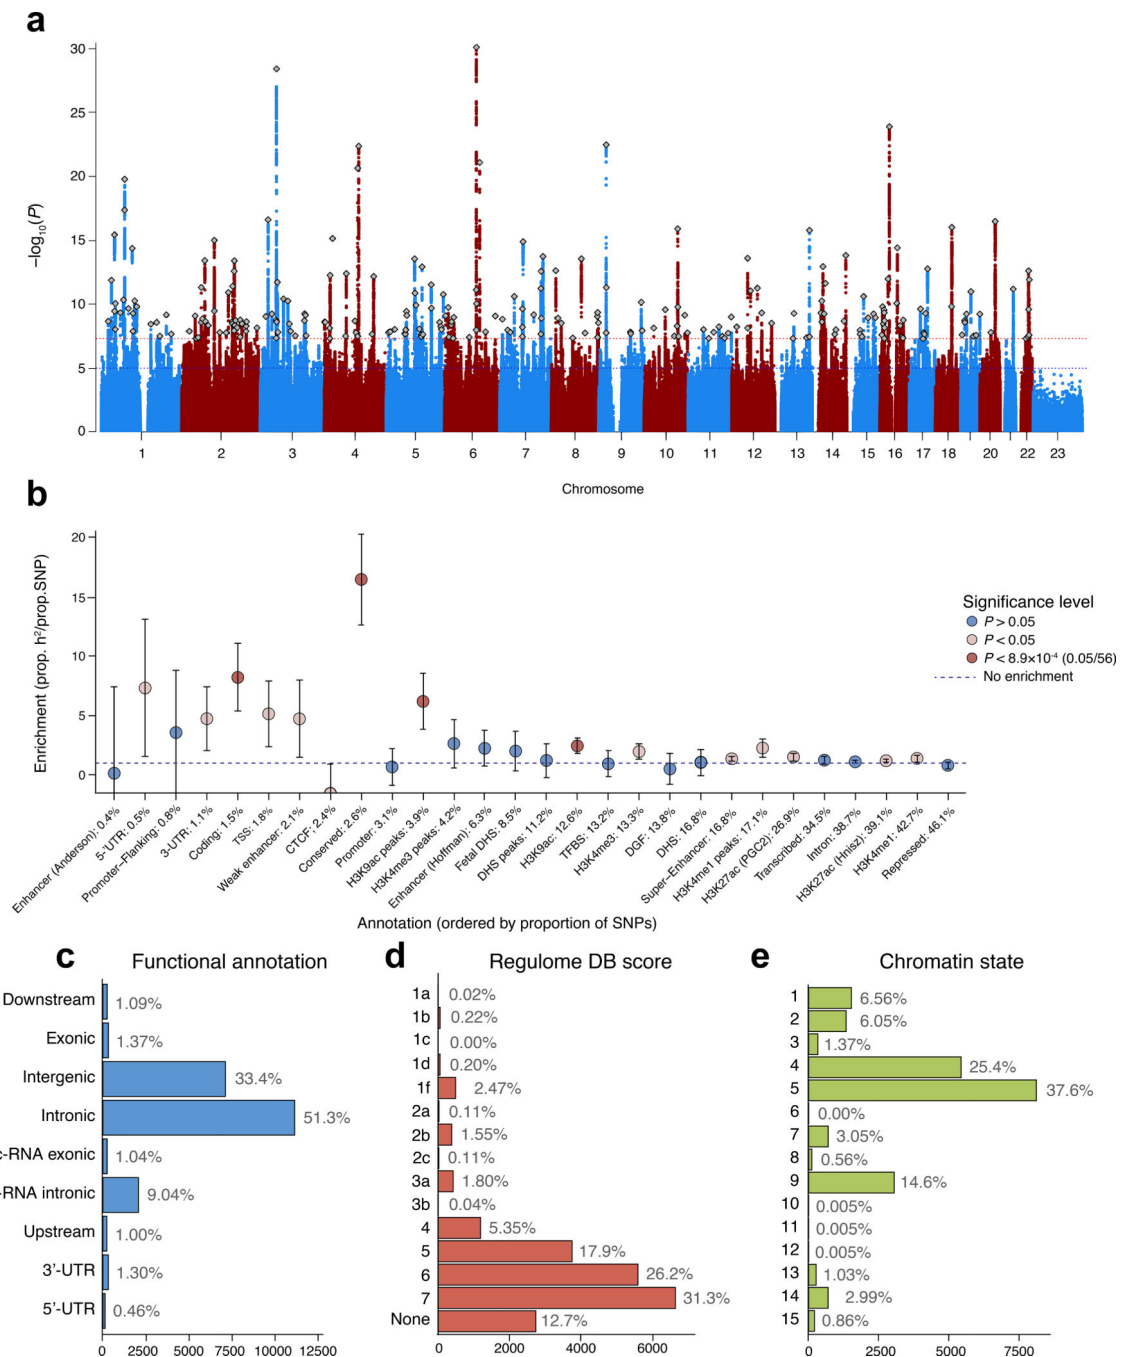 a
30
25
20
15
10
5
0
−log10(P)
1 2 3 4 5 6 7 8 9 10 11 12 13 14 15 16 17 18 19 20 22 23
Chromosome
b
20
15
10
5
0
Enrichment (prop. h²/prop.SNP)
Significance level
P > 0.05
P < 0.05
P < 8.9×10⁻⁴ (0.05/56)
No enrichment
Enhancer (Anderson): 0.4%
5-UTR: 0.5%
Promoter–Flanking: 0.8%
3-UTR: 1.1%
Coding: 1.5%
TSS: 1.8%
Weak enhancer: 2.1%
CTCF: 2.4%
Conserved: 2.6%
Promoter: 3.1%
H3K9ac peaks: 3.9%
H3K4me3 peaks: 4.2%
Enhancer (Hoffman): 6.3%
Fetal DHS: 8.5%
DHS peaks: 11.2%
H3K9ac: 12.6%
TFBS: 13.2%
H3K4me3: 13.3%
DGF: 13.8%
DHS: 16.8%
Super–Enhancer: 16.8%
H3K4me1 peaks: 17.1%
H3K27ac (PGC2): 26.9%
Transcribed: 34.5%
Intron: 38.7%
H3K27ac (Hnisz): 39.1%
H3K4me1: 42.7%
Repressed: 46.1%
Annotation (ordered by proportion of SNPs)
c
Functional annotation
Downstream 1.09%
Exonic 1.37%
Intergenic 33.4%
Intronic 51.3%
c-RNA exonic 1.04%
-RNA intronic 9.04%
Upstream 1.00%
3’-UTR 1.30%
5’-UTR 0.46%
0 2500 5000 7500 10000 12500
d
Regulome DB score
1a 0.02%
1b 0.22%
1c 0.00%
1d 0.20%
1f 2.47%
2a 0.11%
2b 1.55%
2c 0.11%
3a 1.80%
3b 0.04%
4 5.35%
5 17.9%
6 26.2%
7 31.3%
None 12.7%
0 2000 4000 6000
e
Chromatin state
1 6.56%
2 6.05%
3 1.37%
4 25.4%
5 37.6%
6 0.00%
7 3.05%
8 0.56%
9 14.6%
10 0.005%
11 0.005%
12 0.005%
13 1.03%
14 2.99%
15 0.86%
0 2500 5000 7500